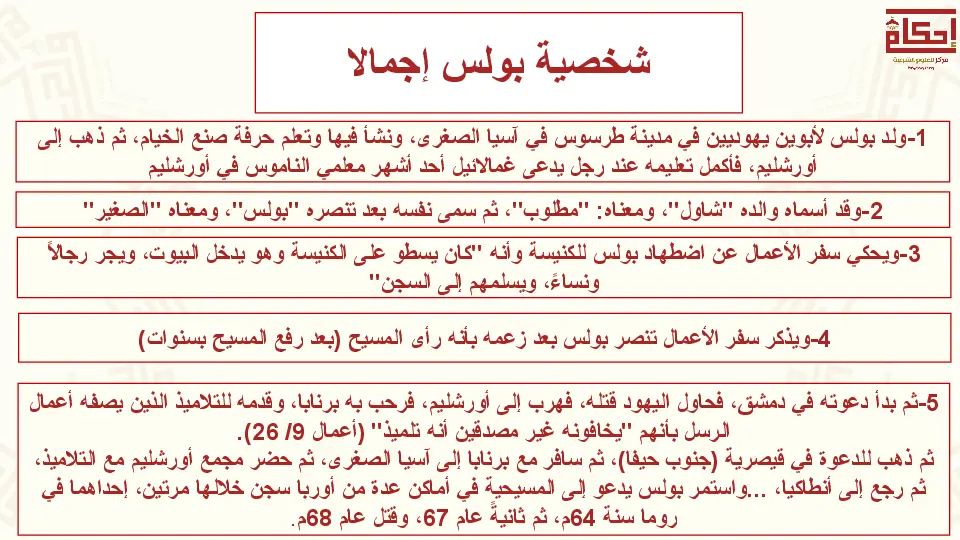 إحكام
مركز للعلوم الشرعية
شخصية بولس إجمالا
1-ولد بولس لأبوين يهوديين في مدينة طرسوس في آسيا الصغرى، ونشأ فيها وتعلم حرفة صنع الخيام، ثم ذهب إلى
أورشليم، فأكمل تعليمه عند رجل يدعى غمالائيل أحد أشهر معلمي الناموس في أورشليم
2-وقد أسماه والده "شاول"، ومعناه: "مطلوب"، ثم سمى نفسه بعد تنصره "بولس"، ومعناه "الصغير"
3-ويحكي سفر الأعمال عن اضطهاد بولس للكنيسة وأنه "كان يسطو على الكنيسة وهو يدخل البيوت، ويجر رجالاً
ونساءً، ويسلمهم إلى السجن"
4-ويذكر سفر الأعمال تنصر بولس بعد زعمه بأنه رأى المسيح (بعد رفع المسيح بسنوات)
5-ثم بدأ دعوته في دمشق، فحاول اليهود قتله، فهرب إلى أورشليم، فرحب به برنابا، وقدمه للتلاميذ الذين يصفه أعمال
الرسل بأنهم "يخافونه غير مصدقين أنه تلميذ" (أعمال 9/ 26).
ثم ذهب للدعوة في قيصرية (جنوب حيفا)، ثم سافر مع برنابا إلى آسيا الصغرى، ثم حضر مجمع أورشليم مع التلاميذ،
ثم رجع إلى أنطاكيا، ...واستمر بولس يدعو إلى المسيحية في أماكن عدة من أوربا سجن خلالها مرتين، إحداهما في
روما سنة 64م، ثم ثانيةً عام 67، وقتل عام 68م.